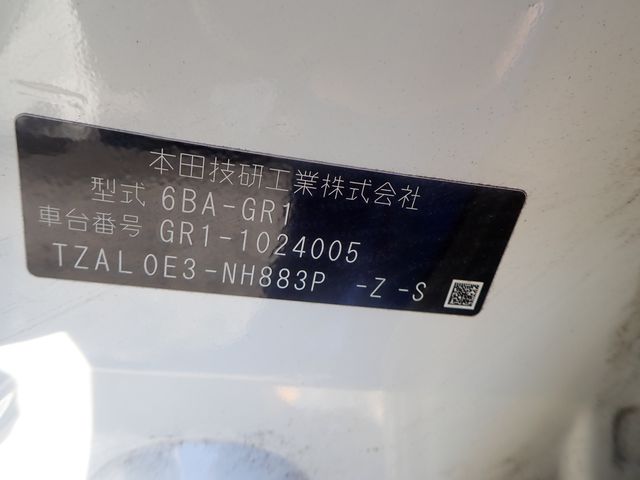 本田技研工業株式会社
型式 6BA-GR1
車台番号 GR1-1024005
TZAL0E3-NH883P -Z -S